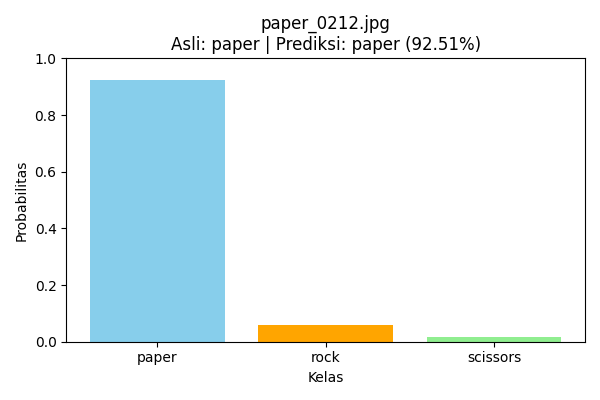 paper_0212.jpg
Asli: paper | Prediksi: paper (92.51%)
1.0
0.8
0.6
0.4
0.2
0.0
Probabilitas
paper rock scissors
Kelas